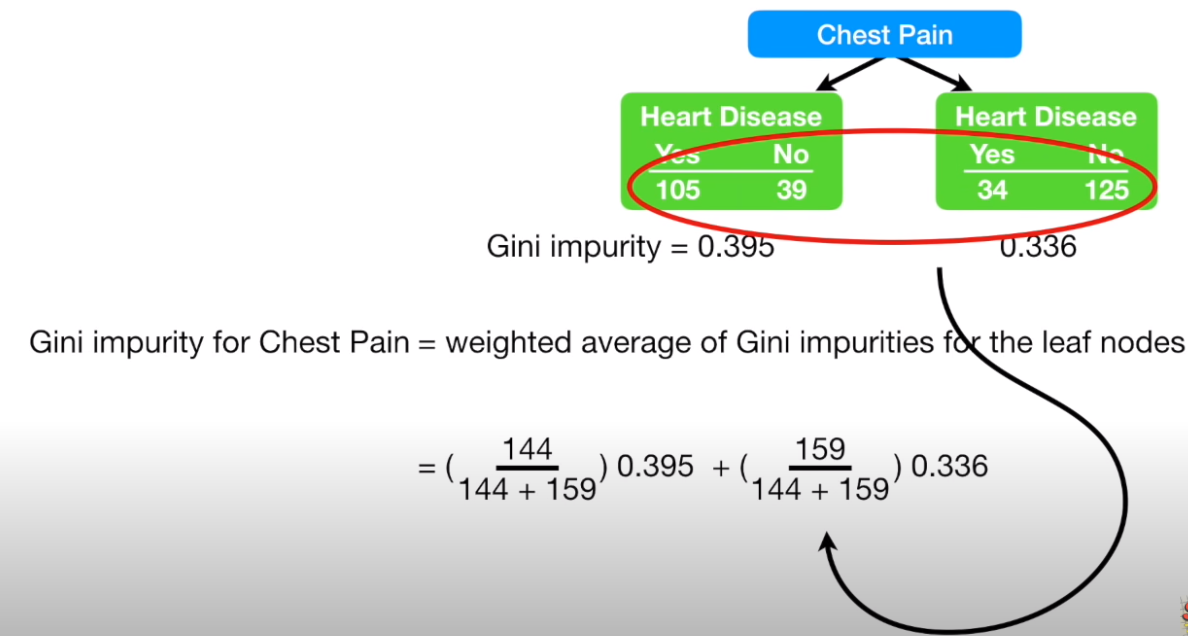 Chest Pain
Heart Disease Heart Disease
Yes No Yes No
105 39 34 125
Gini impurity = 0.395 0.336
Gini impurity for Chest Pain = weighted average of Gini impurities for the leaf nodes
= ( 144 / 144 + 159 ) 0.395 + ( 159 / 144 + 159 ) 0.336